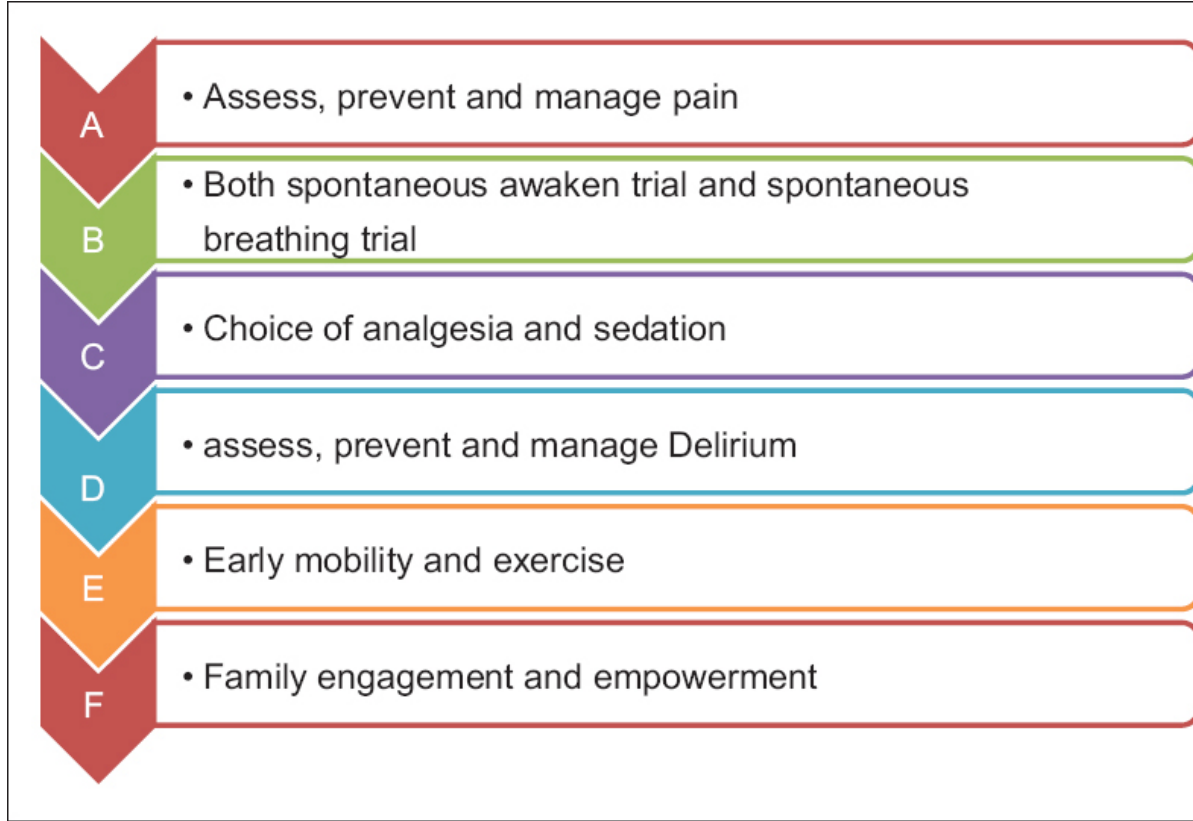 A
• Assess, prevent and manage pain
B
• Both spontaneous awaken trial and spontaneous
breathing trial
C
• Choice of analgesia and sedation
D
• assess, prevent and manage Delirium
E
• Early mobility and exercise
F
• Family engagement and empowerment